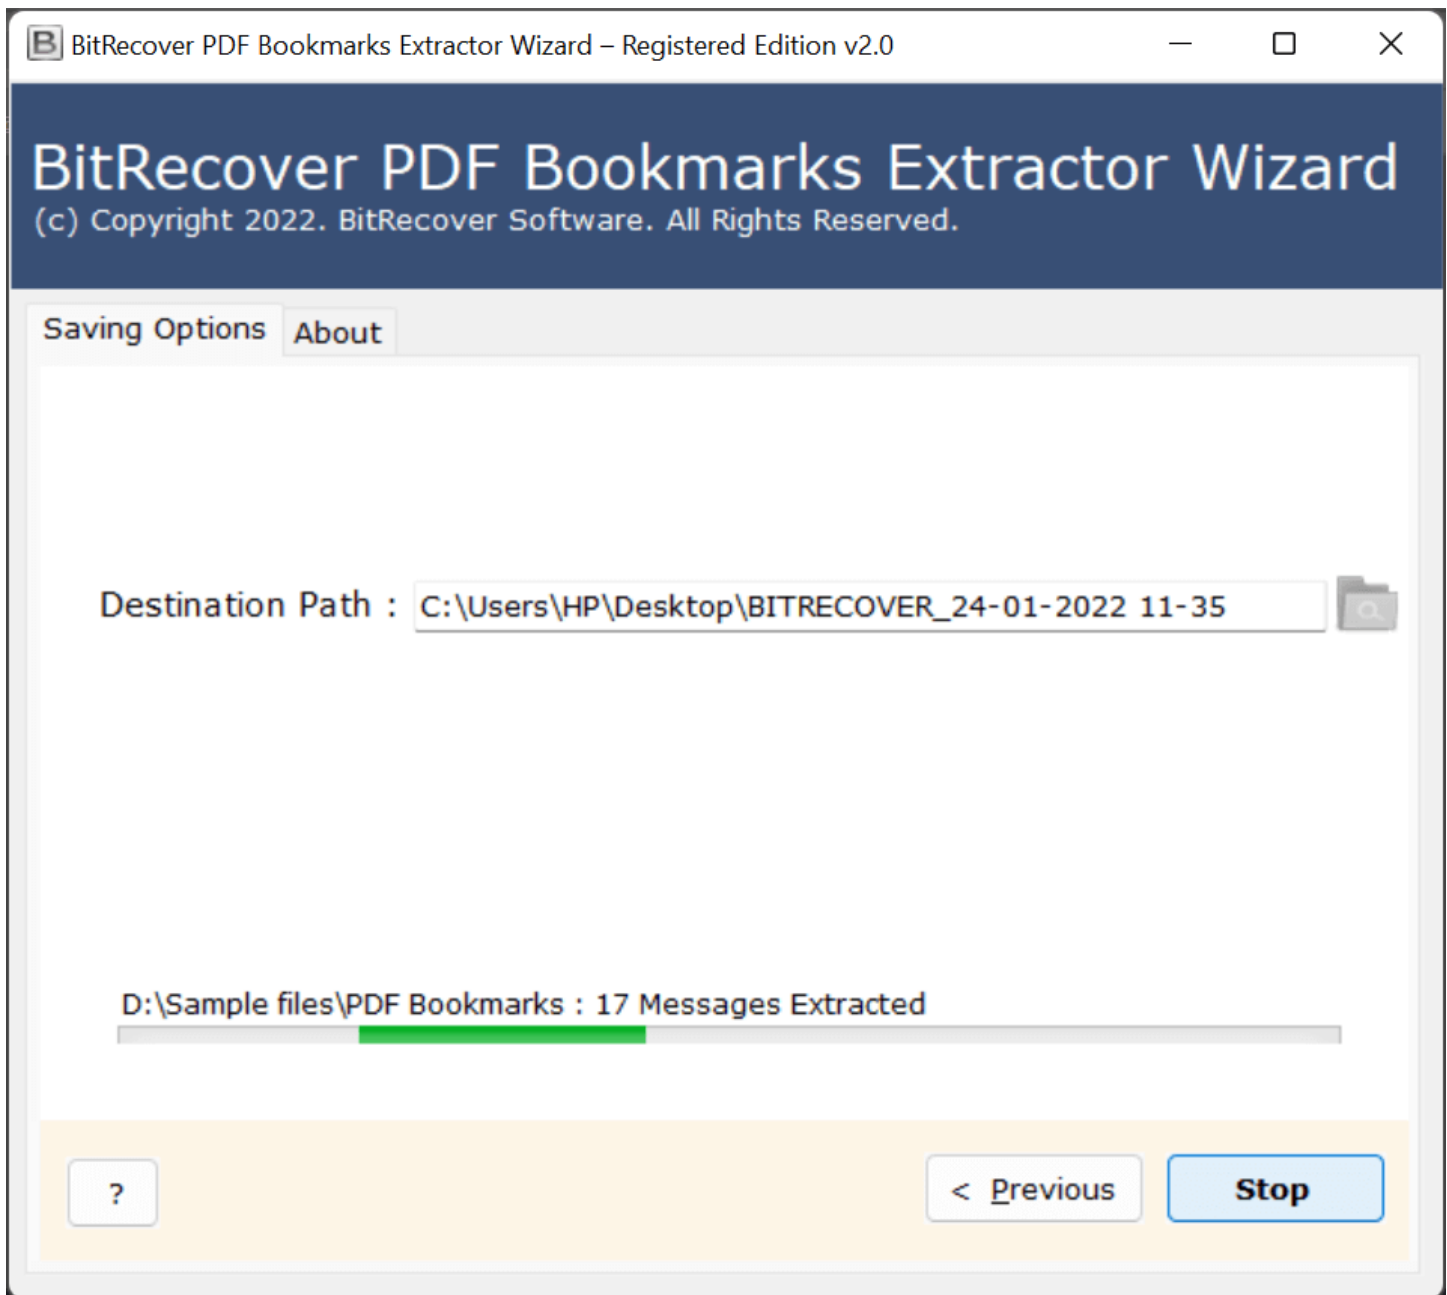 BitRecover PDF Bookmarks Extractor Wizard – Registered Edition v2.0
BitRecover PDF Bookmarks Extractor Wizard
(c) Copyright 2022. BitRecover Software. All Rights Reserved.
Saving Options About
Destination Path : C:\Users\HP\Desktop\BITRECOVER_24-01-2022 11-35
D:\Sample files\PDF Bookmarks : 17 Messages Extracted
? < Previous Stop